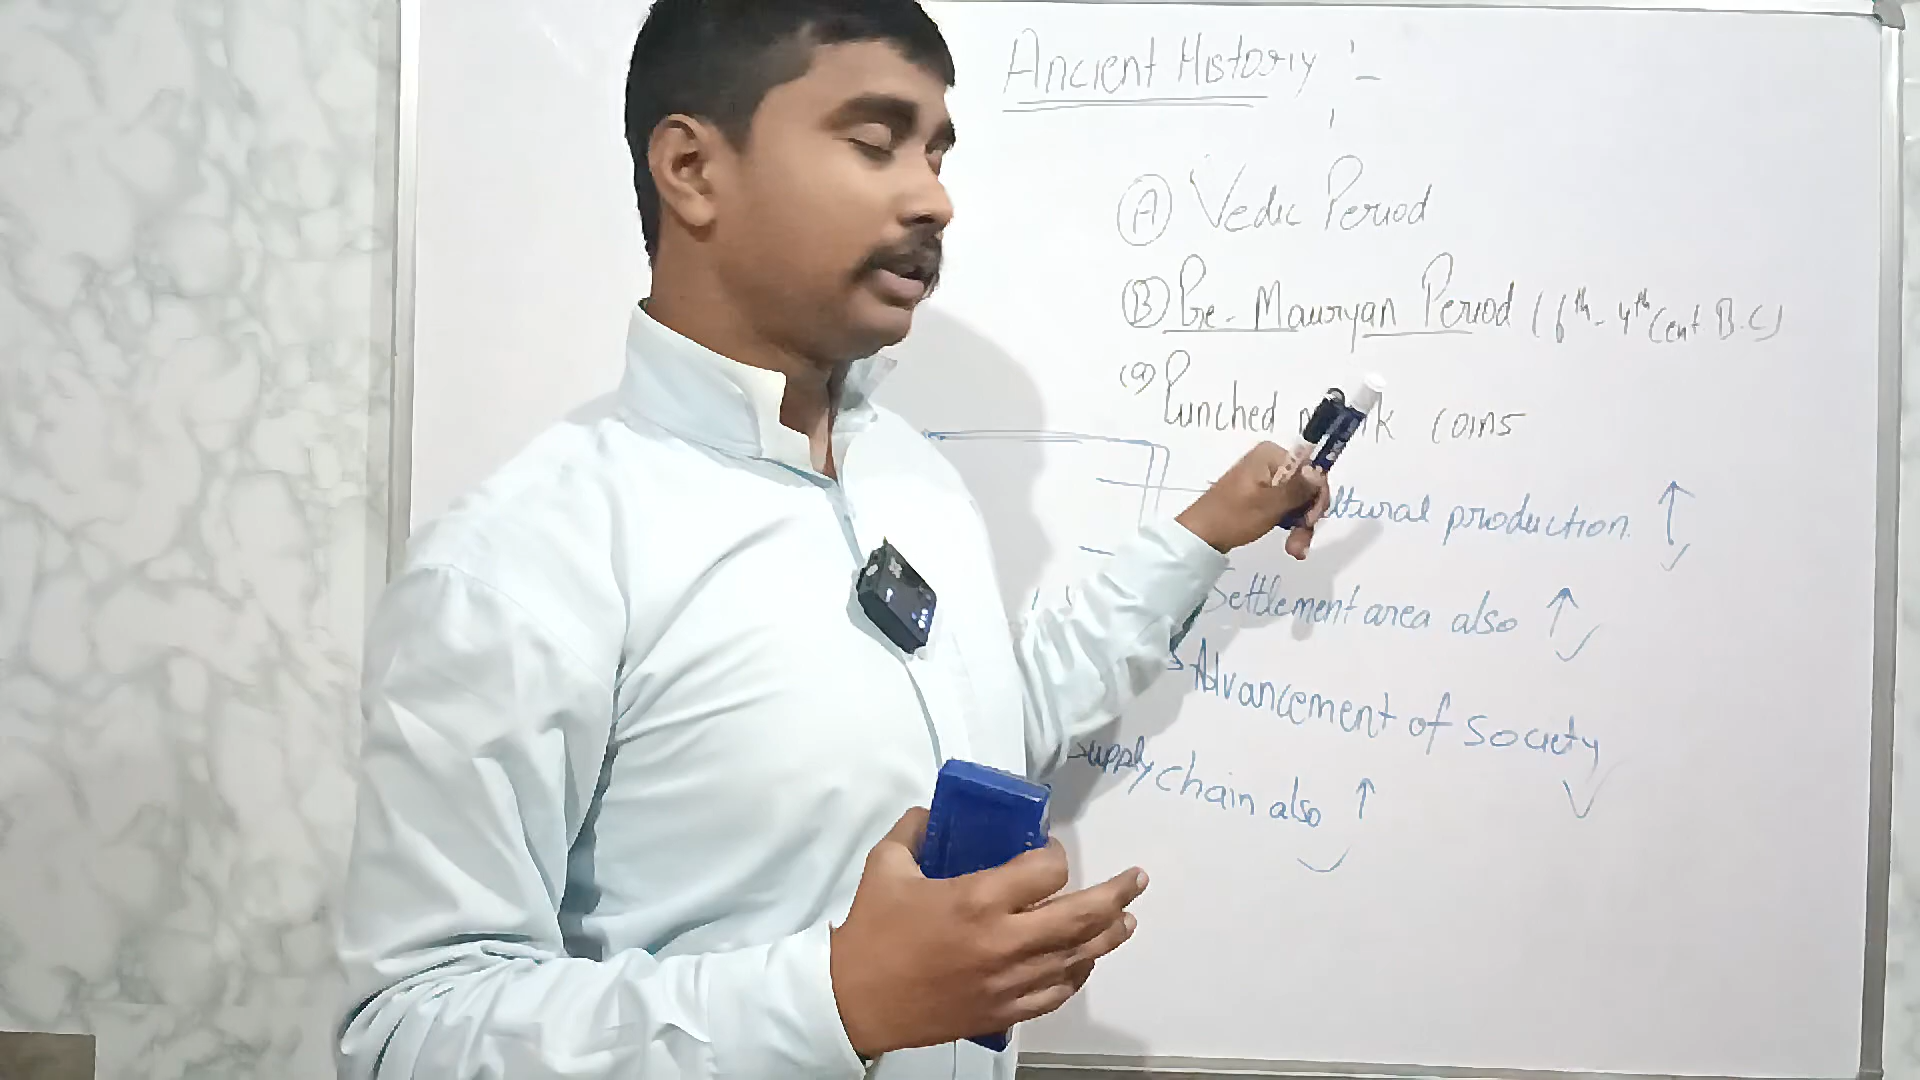 Ancient History :-
(A) Vedic Period
(B) Pre-Mauryan Period (6th - 4th Cent B.C)
(a) Punched coins
production ↑
Settlement area also ↑
Advancement of society
supply chain also ↑